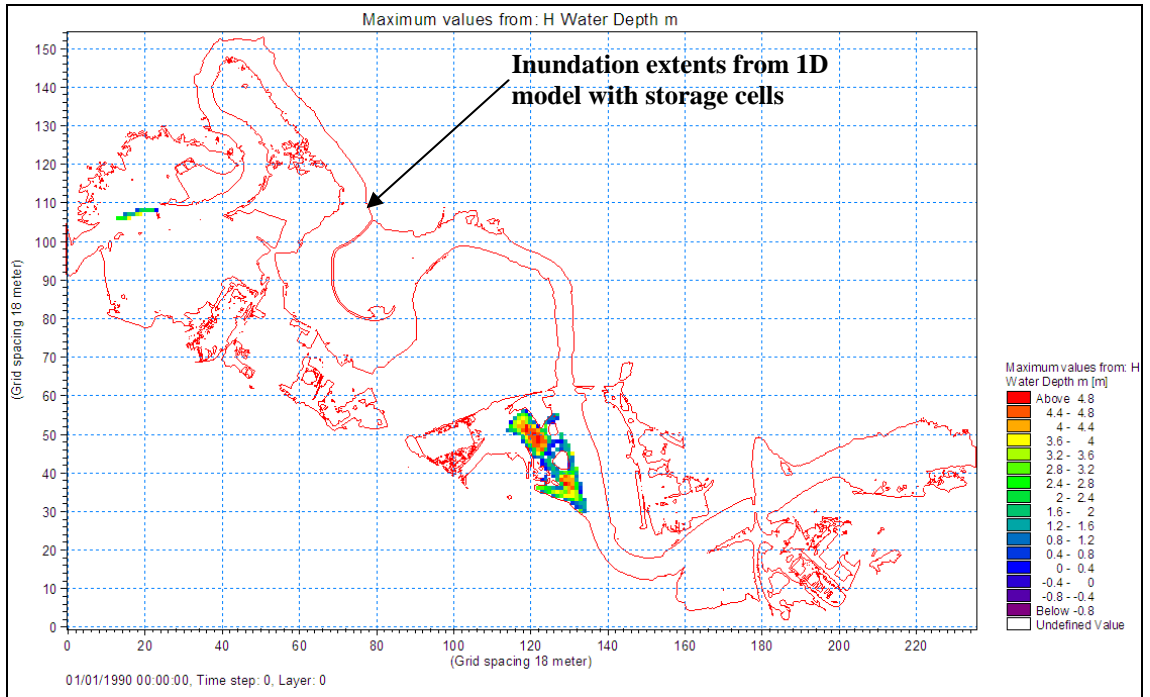 Maximum values from: H Water Depth m
Inundation extents from 1D
model with storage cells
150
140
130
120
110
100
90
80
70
60
50
40
30
20
10
0
(Grid spacing 18 meter)
0 20 40 60 80 100 120 140 160 180 200 220
(Grid spacing 18 meter)
01/01/1990 00:00:00, Time step: 0, Layer: 0
Maximum values from: H
Water Depth m [m]
Above 4.8
4.4 - 4.8
4 - 4.4
3.6 - 4
3.2 - 3.6
2.8 - 3.2
2.4 - 2.8
2 - 2.4
1.6 - 2
1.2 - 1.6
0.8 - 1.2
0.4 - 0.8
0 - 0.4
-0.4 - 0
-0.8 - -0.4
Below -0.8
Undefined Value